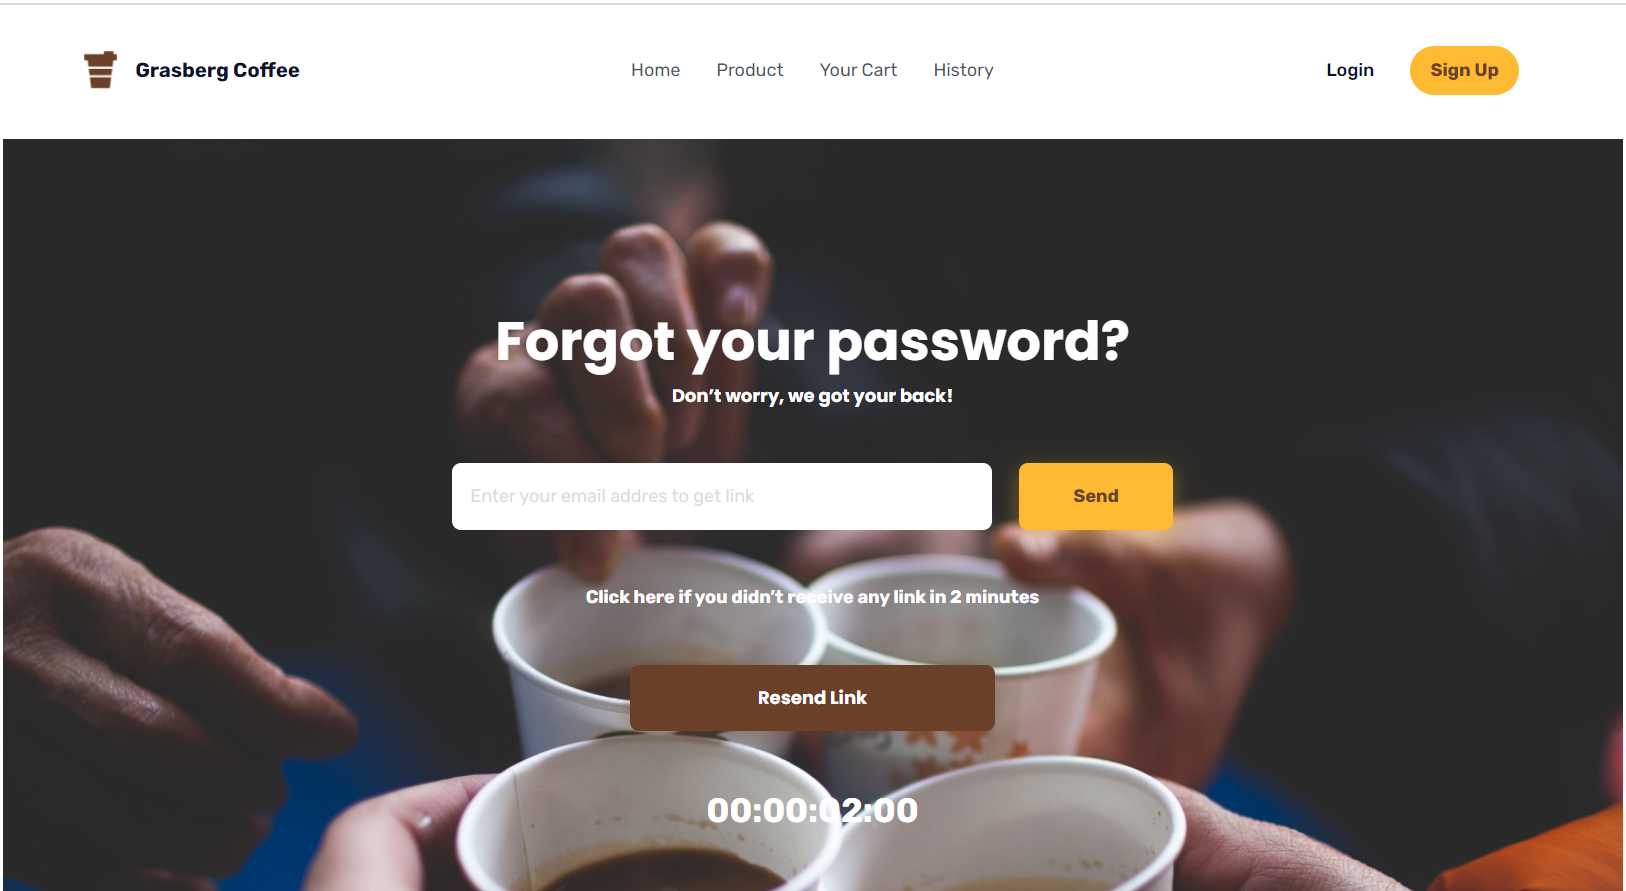 Grasberg Coffee
Home Product Your Cart History
Login Sign Up
Forgot your password?
Don’t worry, we got your back!
Enter your email addres to get link
Send
Click here if you didn’t receive any link in 2 minutes
Resend Link
00:00:02:00